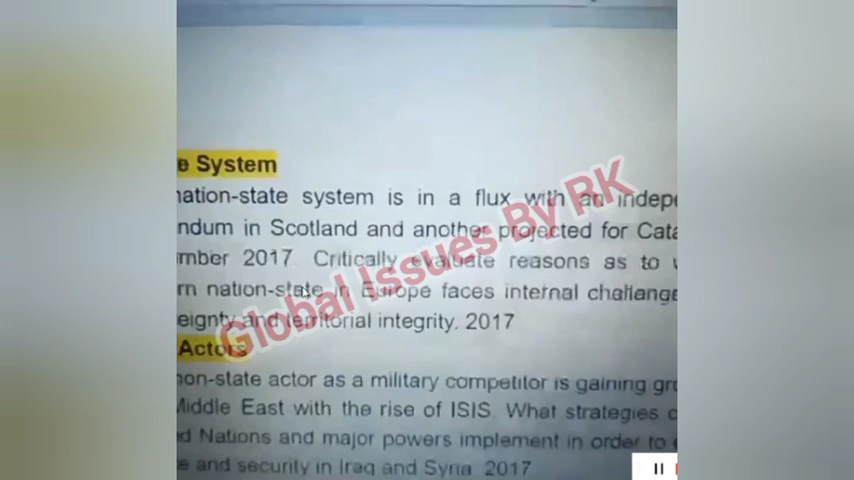 e System
nation-state system is in a flux with an indepe
ndum in Scotland and another projected for Cata
mber 2017. Critically evaluate reasons as to
rn nation-state in Europe faces internal challange
eignty and territorial integrity. 2017
Actors
non-state actor as a military competitor is gaining gro
Middle East with the rise of ISIS. What strategies c
d Nations and major powers implement in order to
e and security in Iraq and Syria 2017
Global Issues By RK